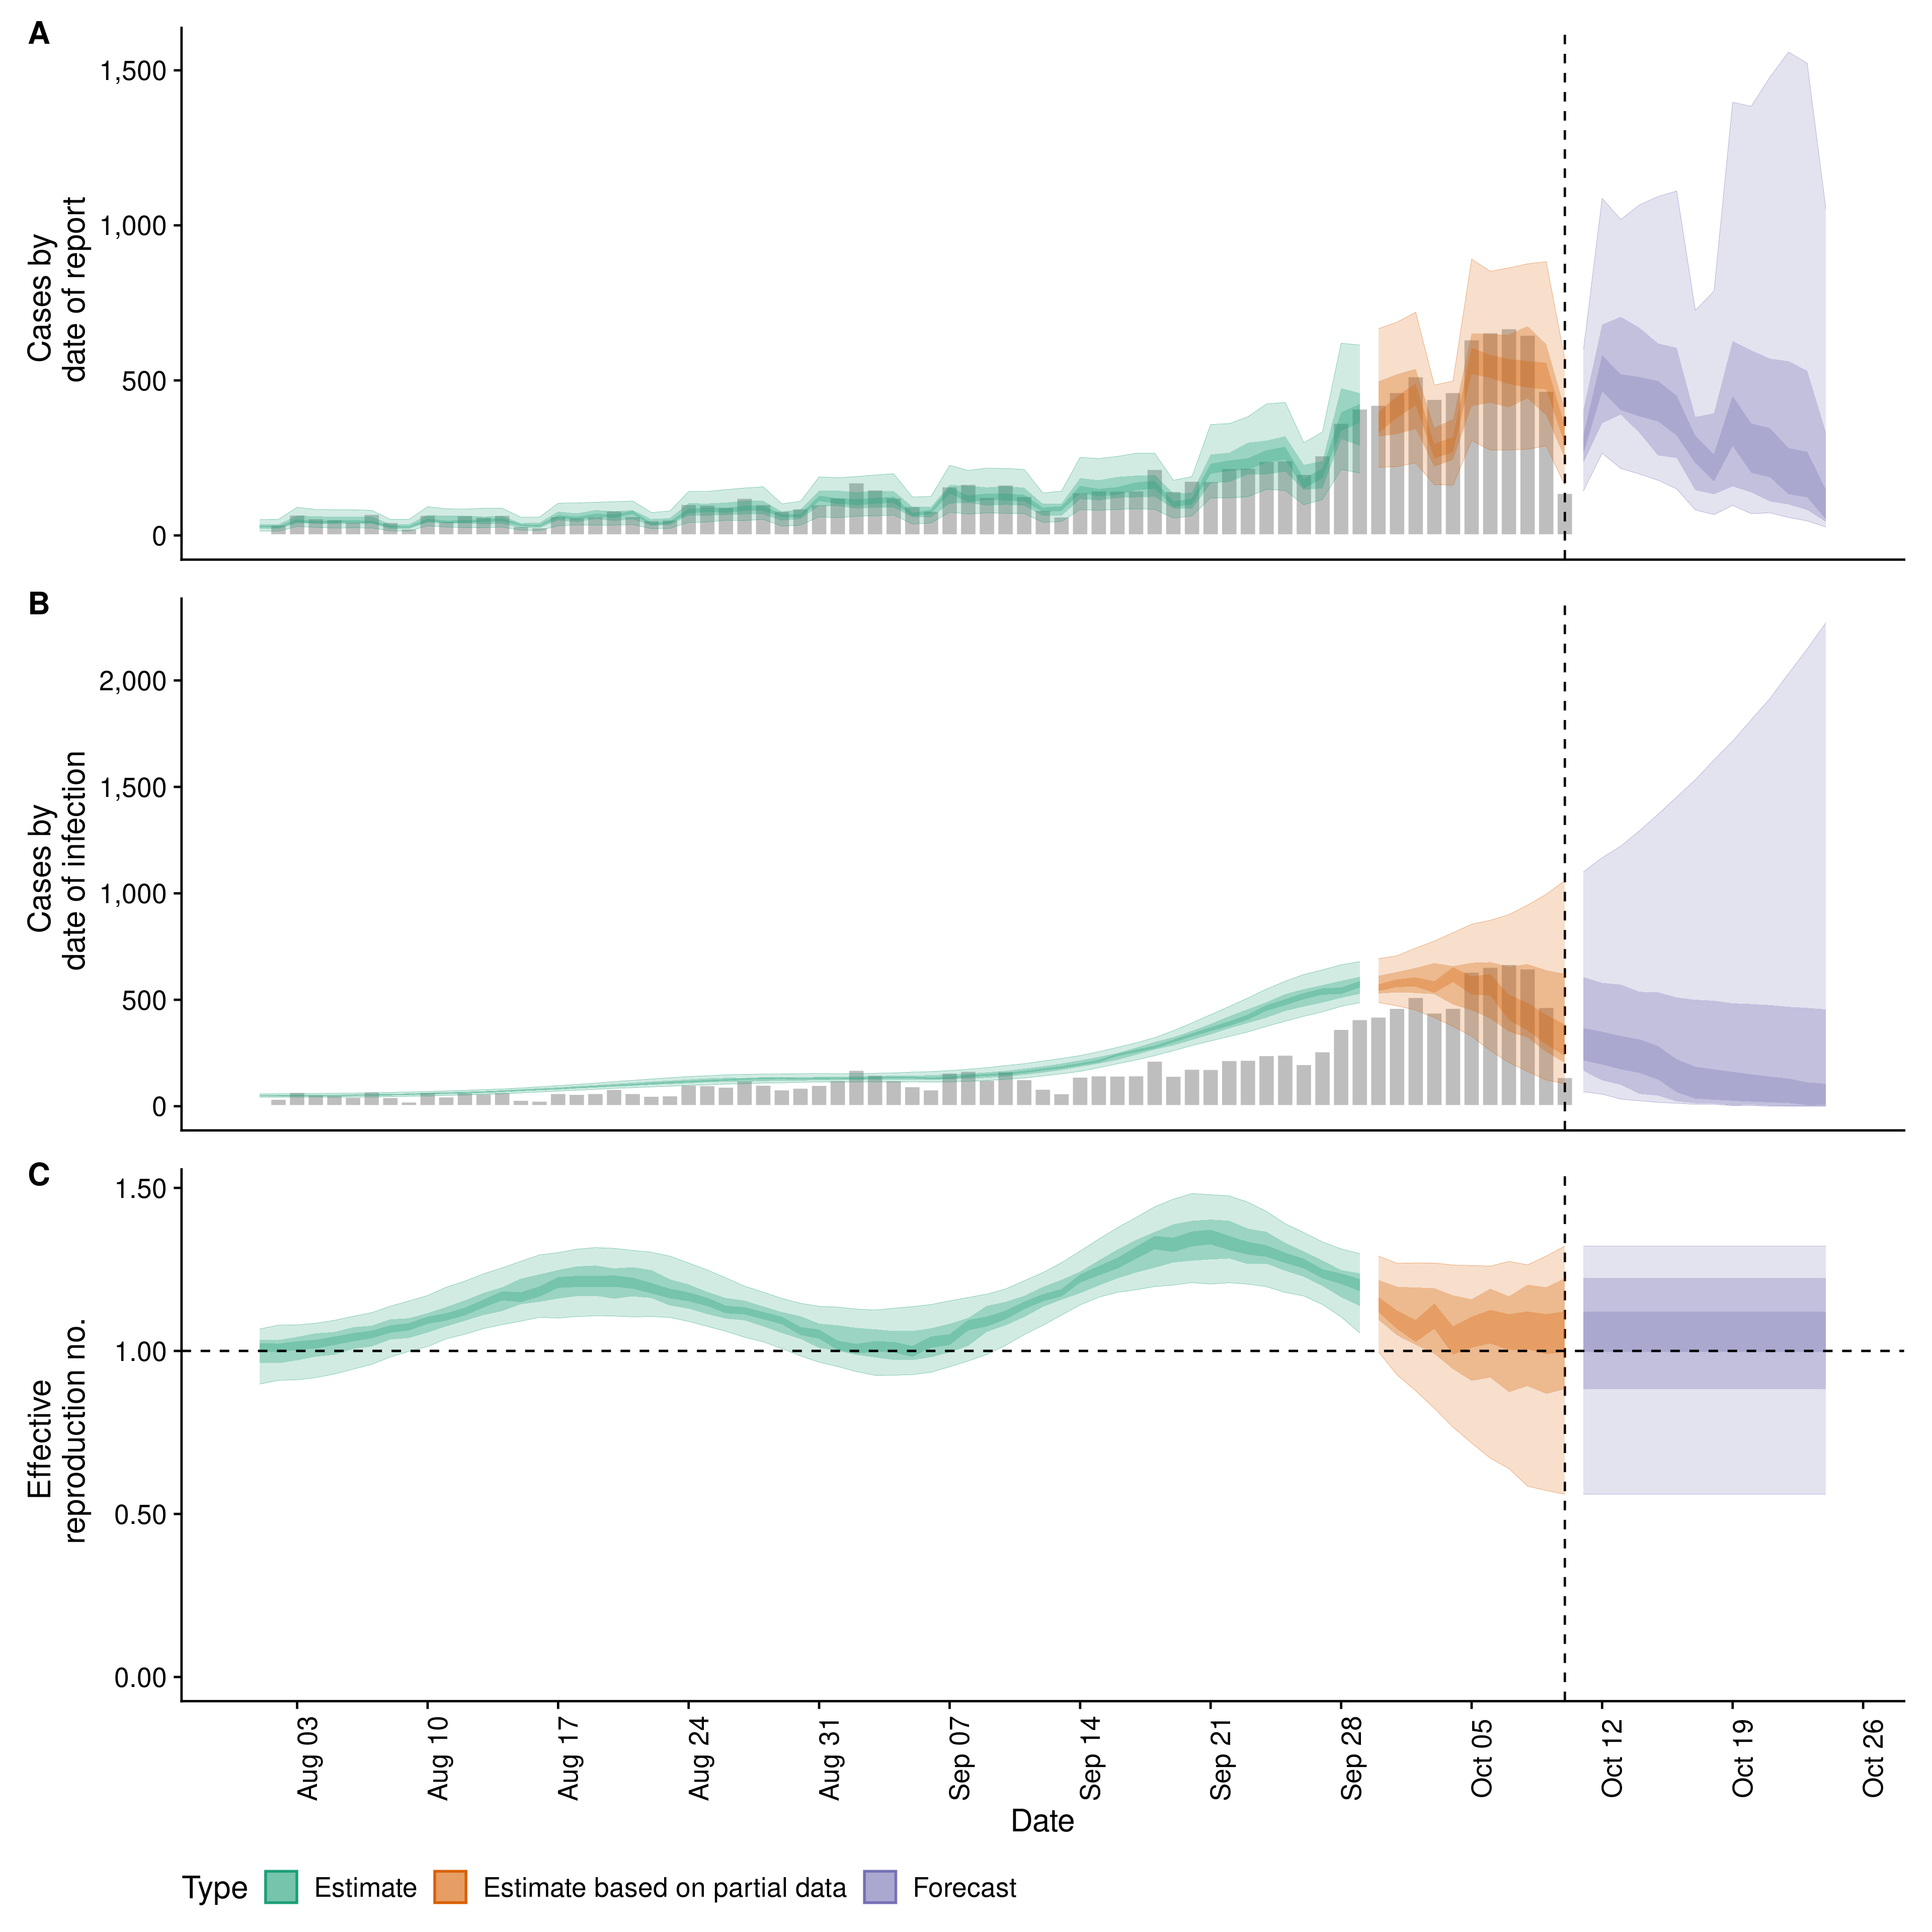 A
Cases by
date of report
1,500
1,000
500
0
B
Cases by
date of infection
2,000
1,500
1,000
500
0
C
Effective
reproduction no.
1.50
1.00
0.50
0.00
Aug 03
Aug 10
Aug 17
Aug 24
Aug 31
Sep 07
Sep 14
Sep 21
Sep 28
Oct 05
Oct 12
Oct 19
Oct 26
Date
Type Estimate Estimate based on partial data Forecast